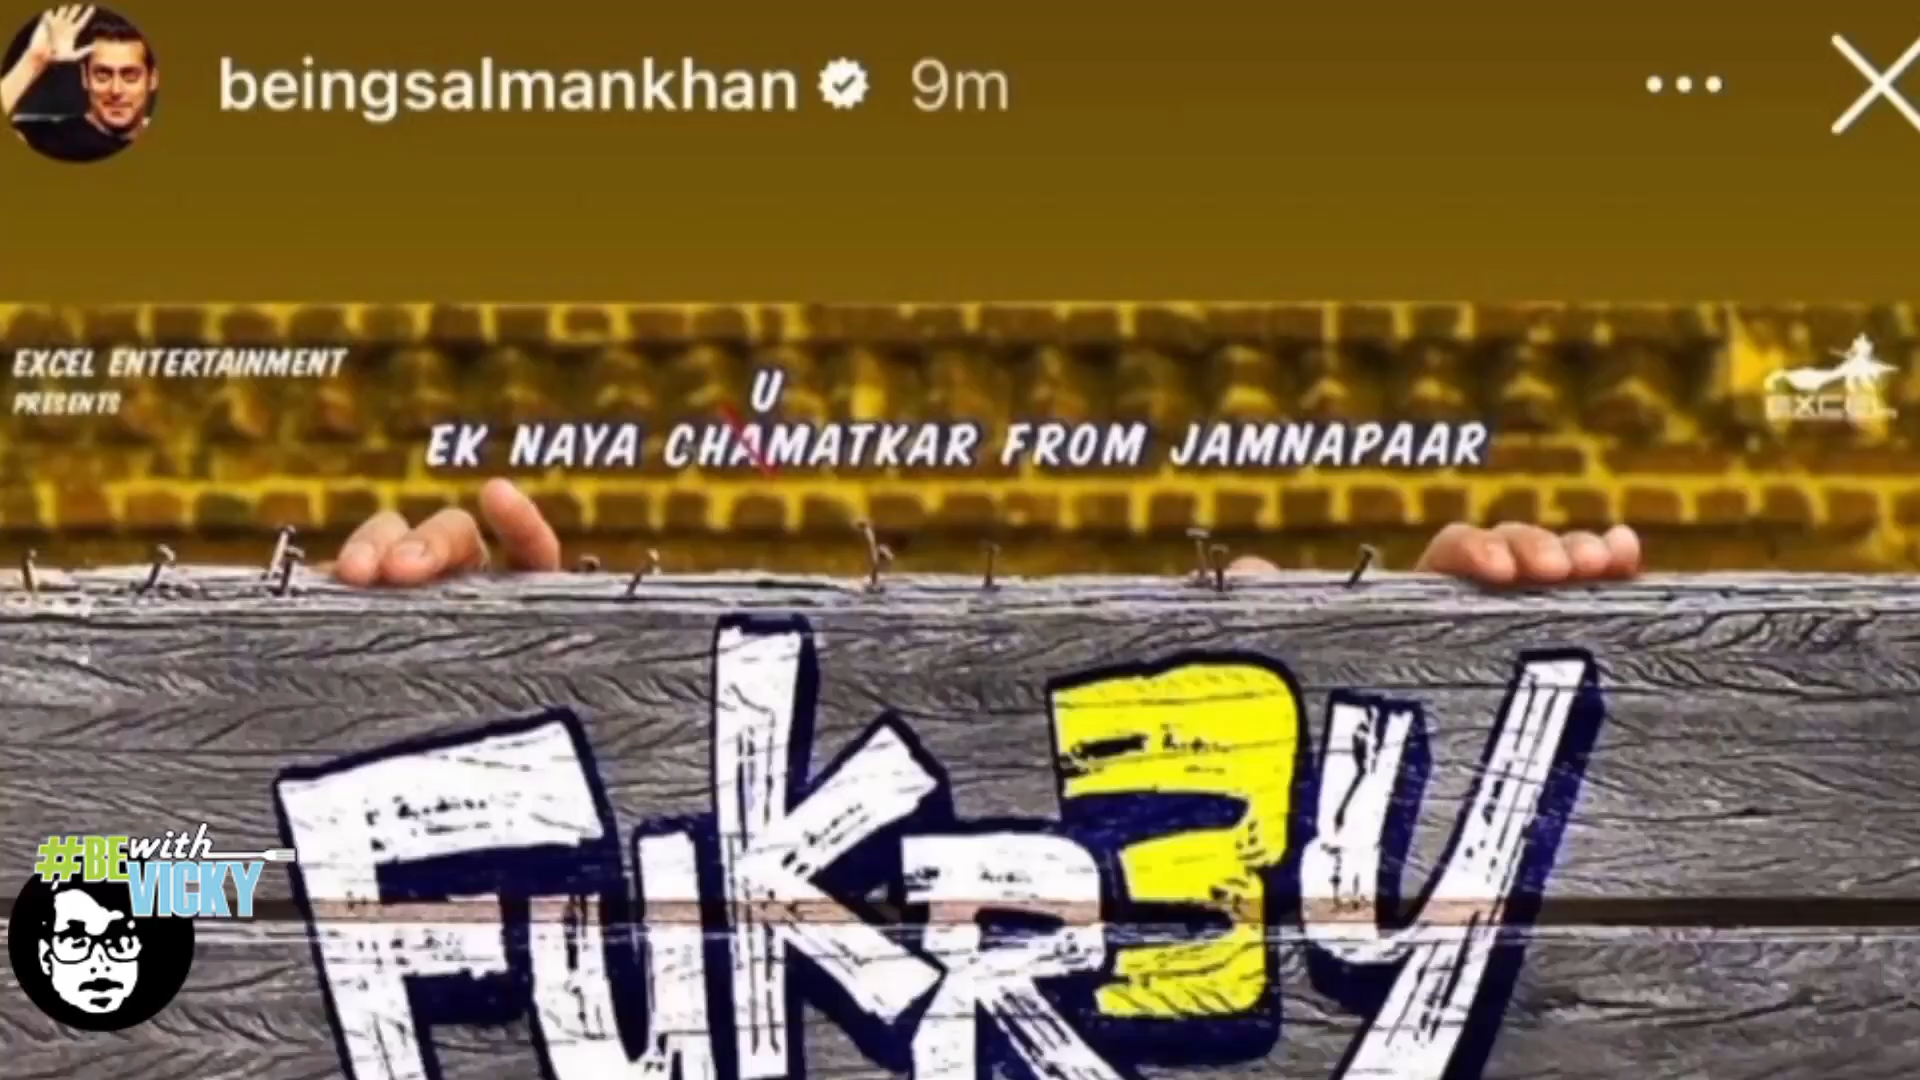 beingsalmankhan 9m
EXCEL ENTERTAINMENT
PRESENTS
EXCEL
U
EK NAYA CHAMATKAR FROM JAMNAPAAR
FUKR3Y
#BE with
VICKY